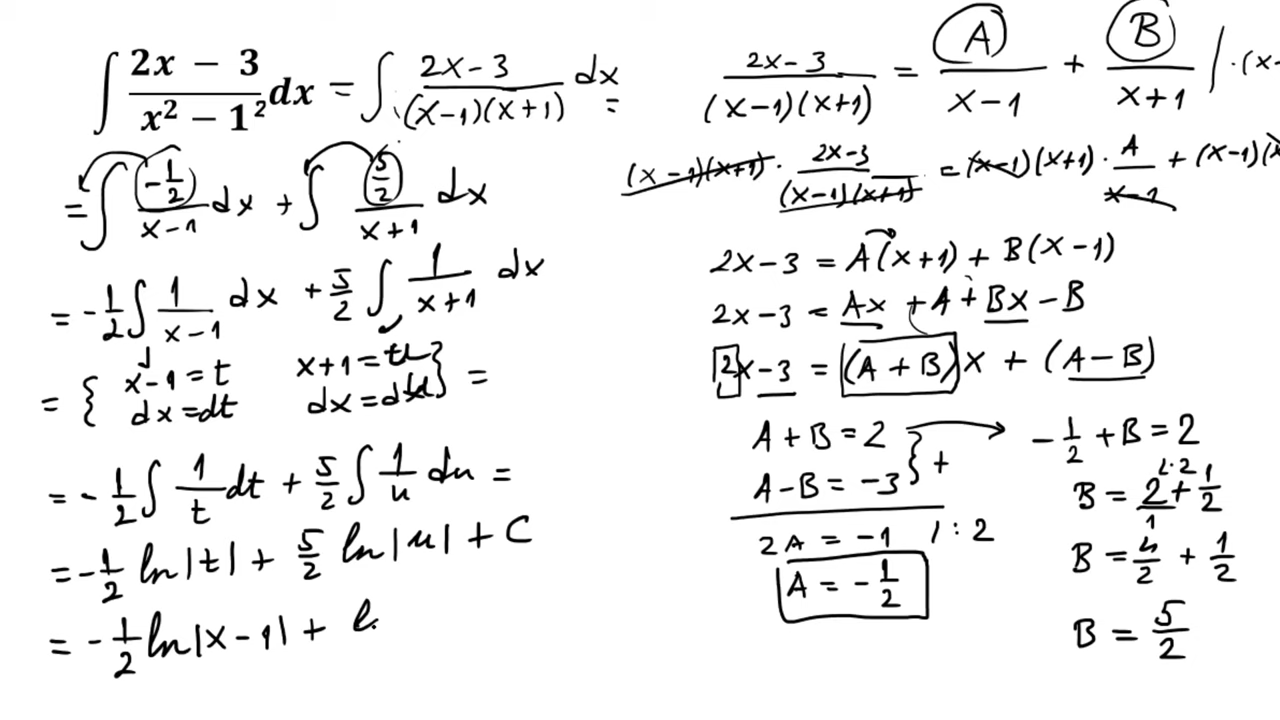 ∫ (2x − 3)/(x² − 1²) dx = ∫ (2x − 3)/((x−1)(x+1)) dx =
= ∫ (−1/2)/(x−1) dx + ∫ (5/2)/(x+1) dx
= −1/2 ∫ 1/(x−1) dx + 5/2 ∫ 1/(x+1) dx
= { x−1 = t x+1 = u } =
dx = dt dx = du
= −1/2 ∫ 1/t dt + 5/2 ∫ 1/u du =
= −1/2 ln|t| + 5/2 ln|u| + C
= −1/2 ln|x−1| +
(2x−3)/((x−1)(x+1)) = A/(x−1) + B/(x+1) / ·(x−
(x−1)(x+1) · (2x−3)/((x−1)(x+1)) = (x−1)(x+1) · A/(x−1) + (x−1)(x
2x−3 = A(x+1) + B(x−1)
2x−3 = Ax + A + Bx − B
2x−3 = (A+B)x + (A−B)
A+B = 2
A−B = −3 } +
2A = −1 / : 2
A = −1/2
−1/2 + B = 2
B = 2/1 + 1/2
B = 4/2 + 1/2
B = 5/2